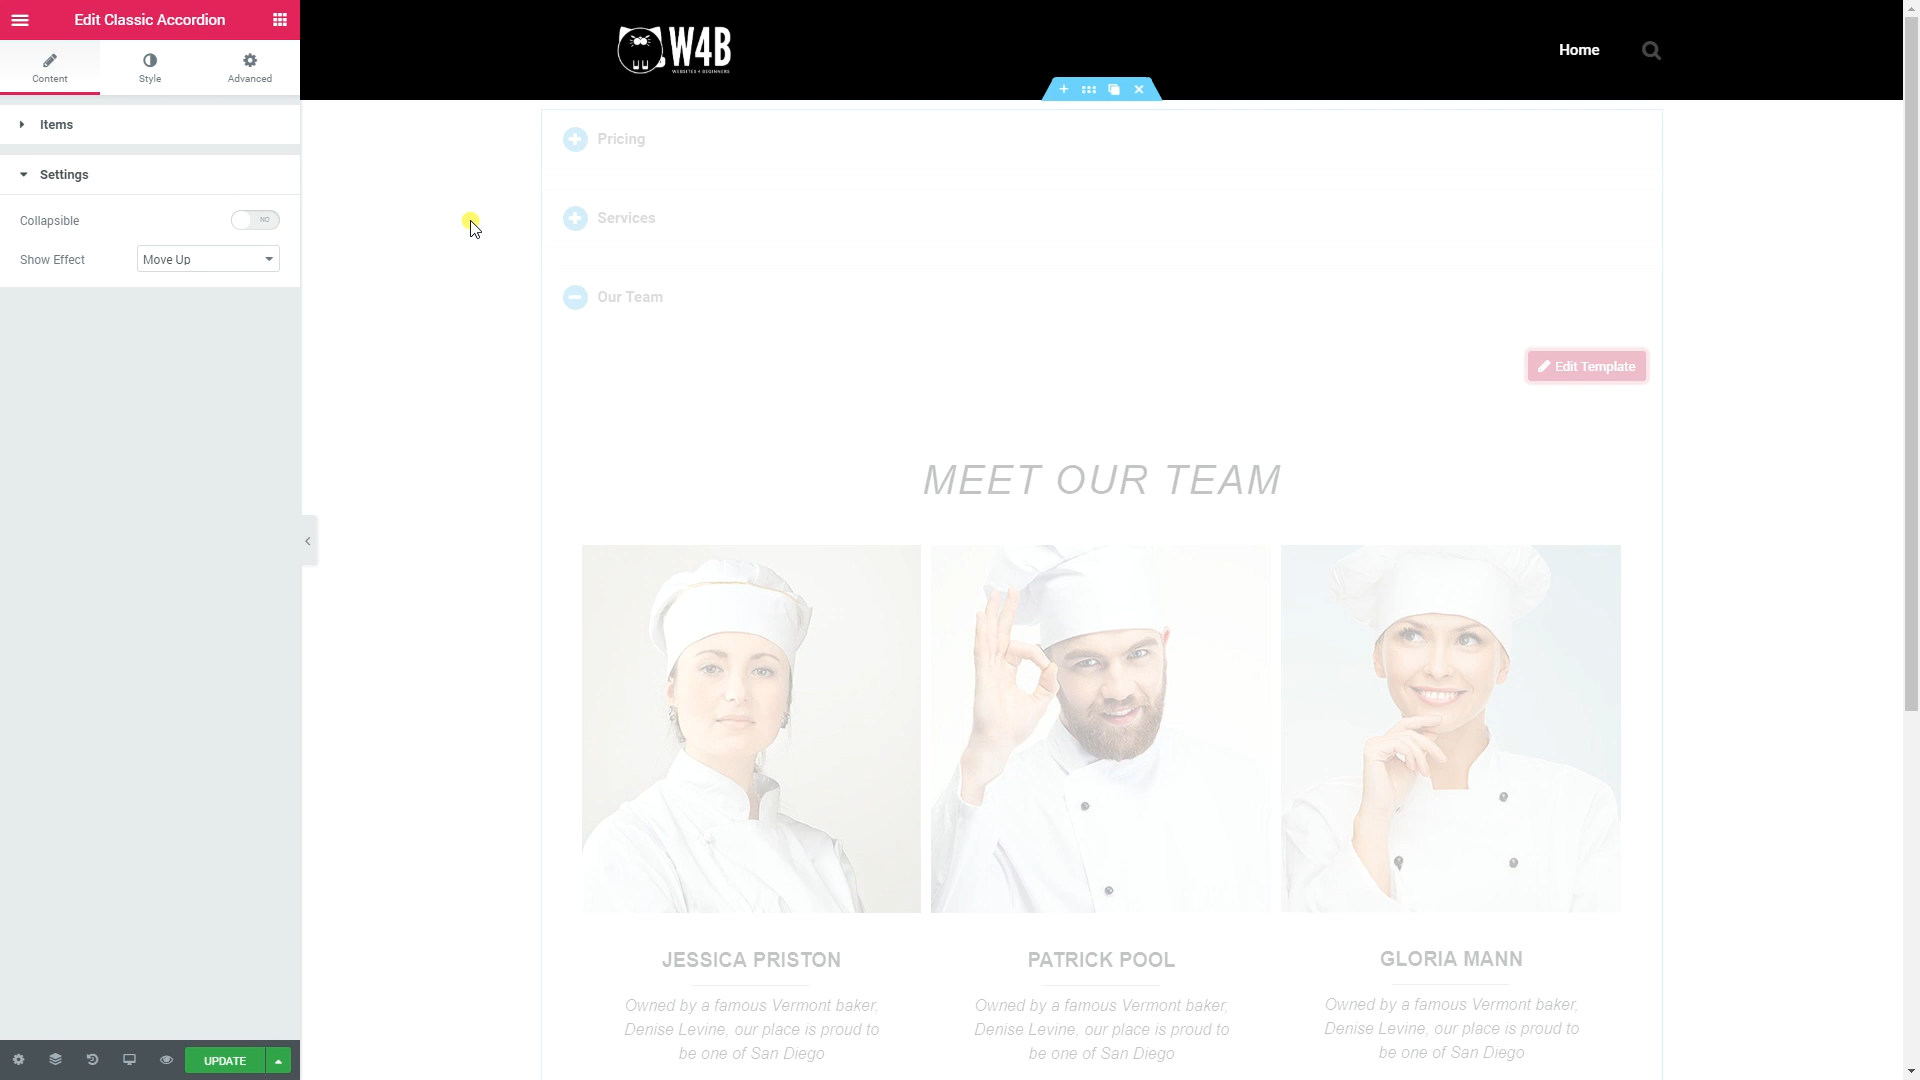 Edit Classic Accordion
Content
Style
Advanced
Items
Settings
Collapsible
NO
Show Effect
Move Up
UPDATE
W4B
WEBSITES 4 BEGINNERS
Home
Pricing
Services
Our Team
Edit Template
MEET OUR TEAM
JESSICA PRISTON
Owned by a famous Vermont baker,
Denise Levine, our place is proud to
be one of San Diego
PATRICK POOL
Owned by a famous Vermont baker,
Denise Levine, our place is proud to
be one of San Diego
GLORIA MANN
Owned by a famous Vermont baker,
Denise Levine, our place is proud to
be one of San Diego